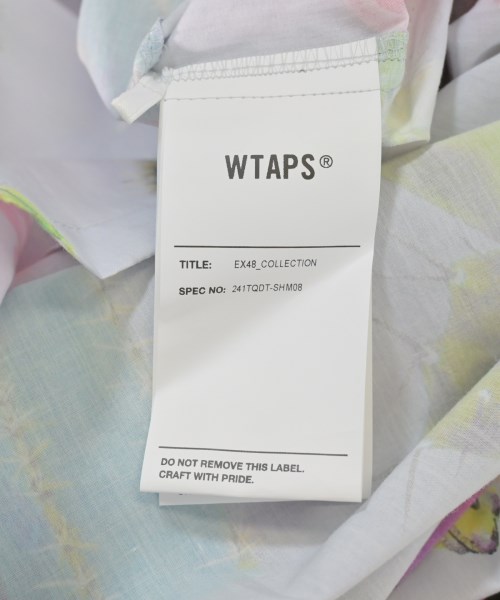 WTAPS®
TITLE: EX48_COLLECTION
SPEC NO: 241TQDT-SHM08
DO NOT REMOVE THIS LABEL.
CRAFT WITH PRIDE.